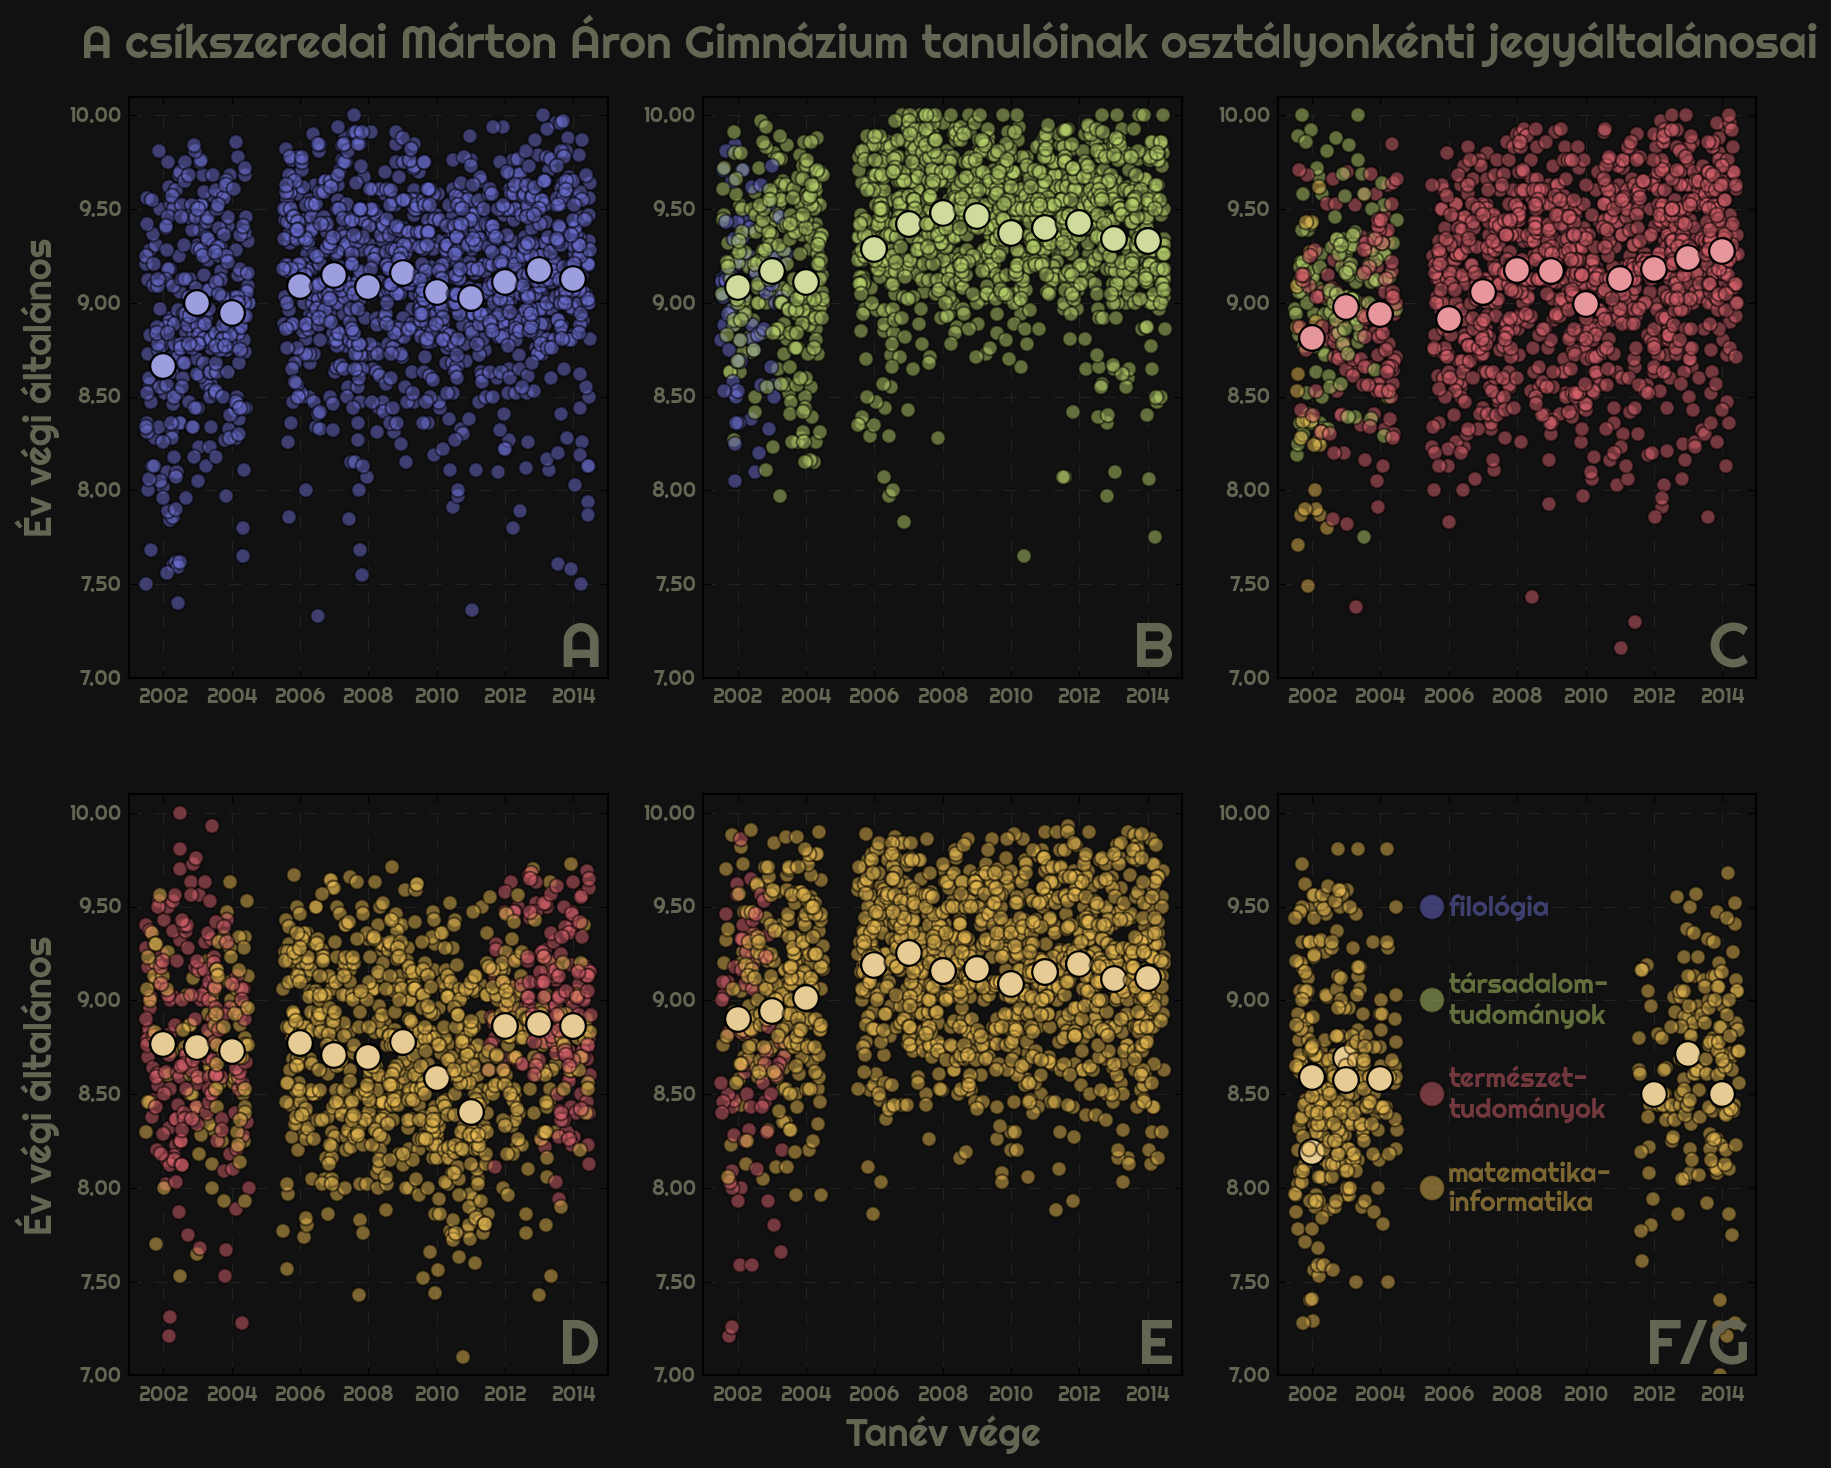 A csíkszeredai Márton Áron Gimnázium tanulóinak osztályonkénti jegyáltalánosai
Év végi általános
10,00
9,50
9,00
8,50
8,00
7,50
7,00
2002 2004 2006 2008 2010 2012 2014
A
10,00
9,50
9,00
8,50
8,00
7,50
7,00
2002 2004 2006 2008 2010 2012 2014
B
10,00
9,50
9,00
8,50
8,00
7,50
7,00
2002 2004 2006 2008 2010 2012 2014
C
Év végi általános
10,00
9,50
9,00
8,50
8,00
7,50
7,00
2002 2004 2006 2008 2010 2012 2014
D
10,00
9,50
9,00
8,50
8,00
7,50
7,00
2002 2004 2006 2008 2010 2012 2014
E
10,00
9,50
9,00
8,50
8,00
7,50
7,00
2002 2004 2006 2008 2010 2012 2014
filológia
társadalom-
tudományok
természet-
tudományok
matematika-
informatika
F/G
Tanév vége